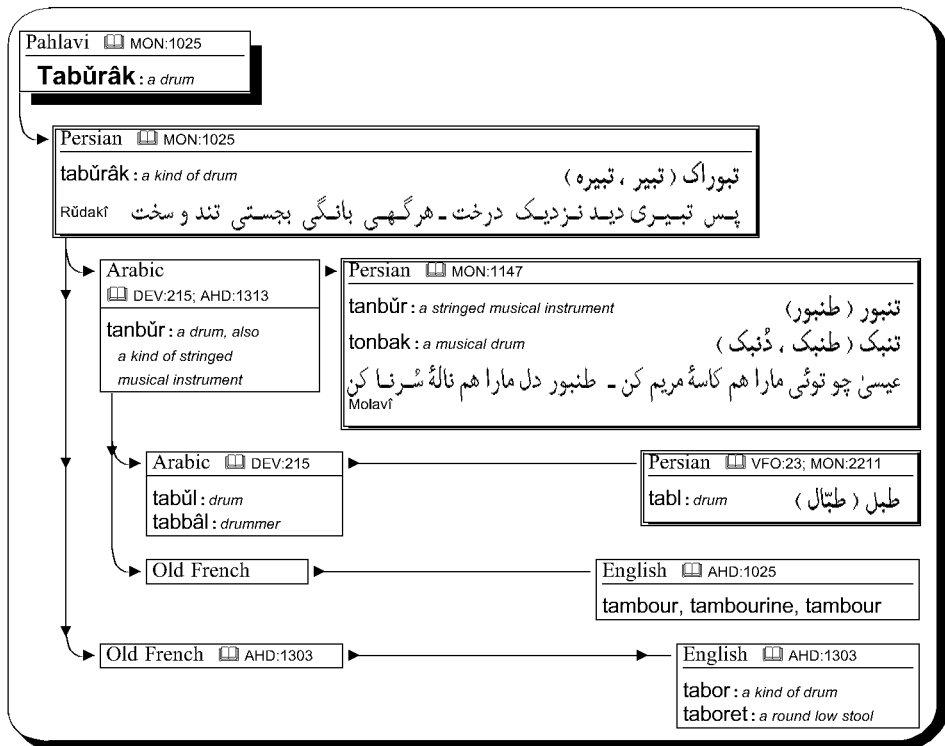 Pahlavi MON:1025
Tabŭrâk : a drum
Persian MON:1025
tabŭrâk : a kind of drum تبوراک ( تبیر ، تبیره )
Rŭdakî پس تبیری دید نزدیک درخت ـ هرگهی بانگی بجستی تند و سخت
Arabic
DEV:215; AHD:1313
tanbŭr : a drum, also
a kind of stringed
musical instrument
Persian MON:1147
tanbŭr : a stringed musical instrument تنبور ( طنبور)
tonbak : a musical drum تنبک ( طنبک ، دُنبک )
عیسیٰ چو توئی مارا هم کاسهٔ مریم کن ـ طنبور دل مارا هم نالهٔ سُرنا کن
Molavî
Arabic DEV:215
tabŭl : drum
tabbâl : drummer
Persian VFO:23; MON:2211
tabl : drum طبل ( طبّال )
Old French
English AHD:1025
tambour, tambourine, tambour
Old French AHD:1303
English AHD:1303
tabor : a kind of drum
taboret : a round low stool